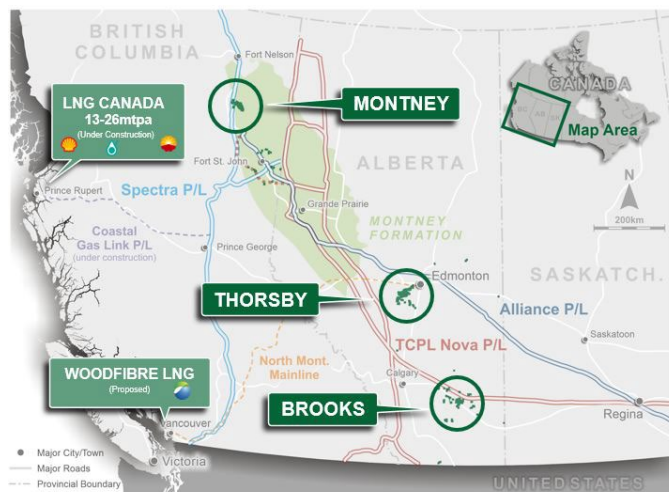 BRITISH
COLUMBIA
Fort Nelson
MONTNEY
LNG CANADA
13-26mtpa
(Under Construction)
CANADA
BC
AB
SK
Map Area
N
200km
Fort St. John
ALBERTA
Prince Rupert
Spectra P/L
Grande Prairie
MONTNEY
FORMATION
Coastal
Gas Link P/L
(under construction)
Prince George
SASKATCH.
THORSBY
Edmonton
Alliance P/L
Saskatoon
North Mont.
Mainline
TCPL Nova P/L
Calgary
WOODFIBRE LNG
(Proposed)
BROOKS
Regina
Vancouver
Victoria
Major City/Town
Major Roads
Provincial Boundary
UNITED STATES